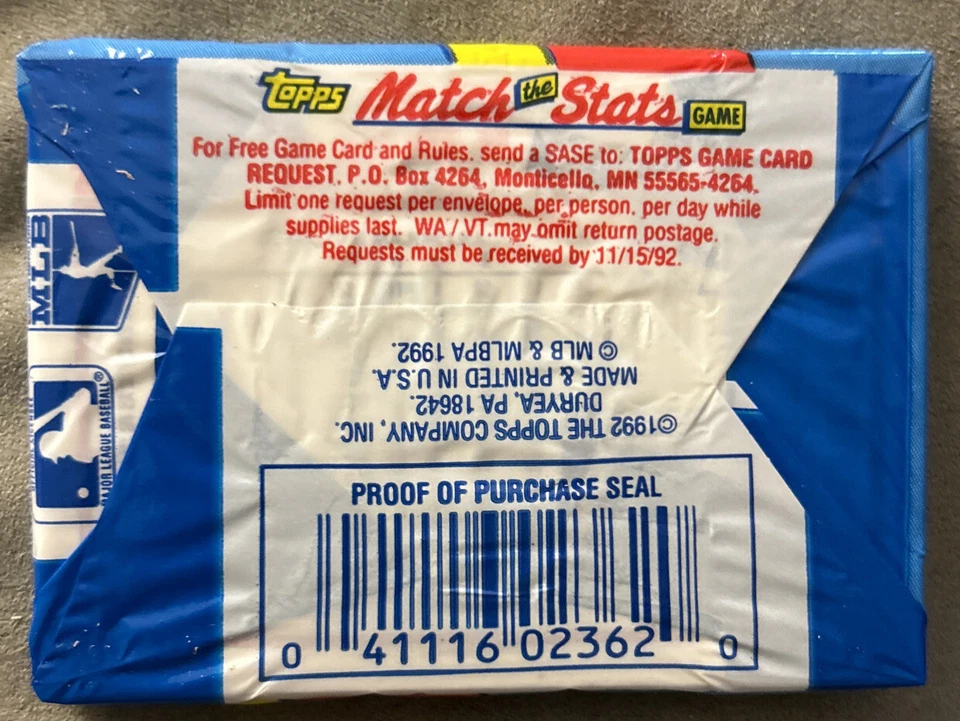 Topps Match the Stats GAME
For Free Game Card and Rules. send a SASE to: TOPPS GAME CARD
REQUEST. P.O. Box 4264, Monticello, MN 55565-4264.
Limit one request per envelope, per person, per day while
supplies last. WA/VT may omit return postage.
Requests must be received by 11/15/92.
©1992 THE TOPPS COMPANY, INC.
DURYEA, PA 18642.
MADE & PRINTED IN U.S.A.
© MLB & MLBPA 1992.
MLB
MAJOR LEAGUE BASEBALL®
PROOF OF PURCHASE SEAL
0 41116 02362 0